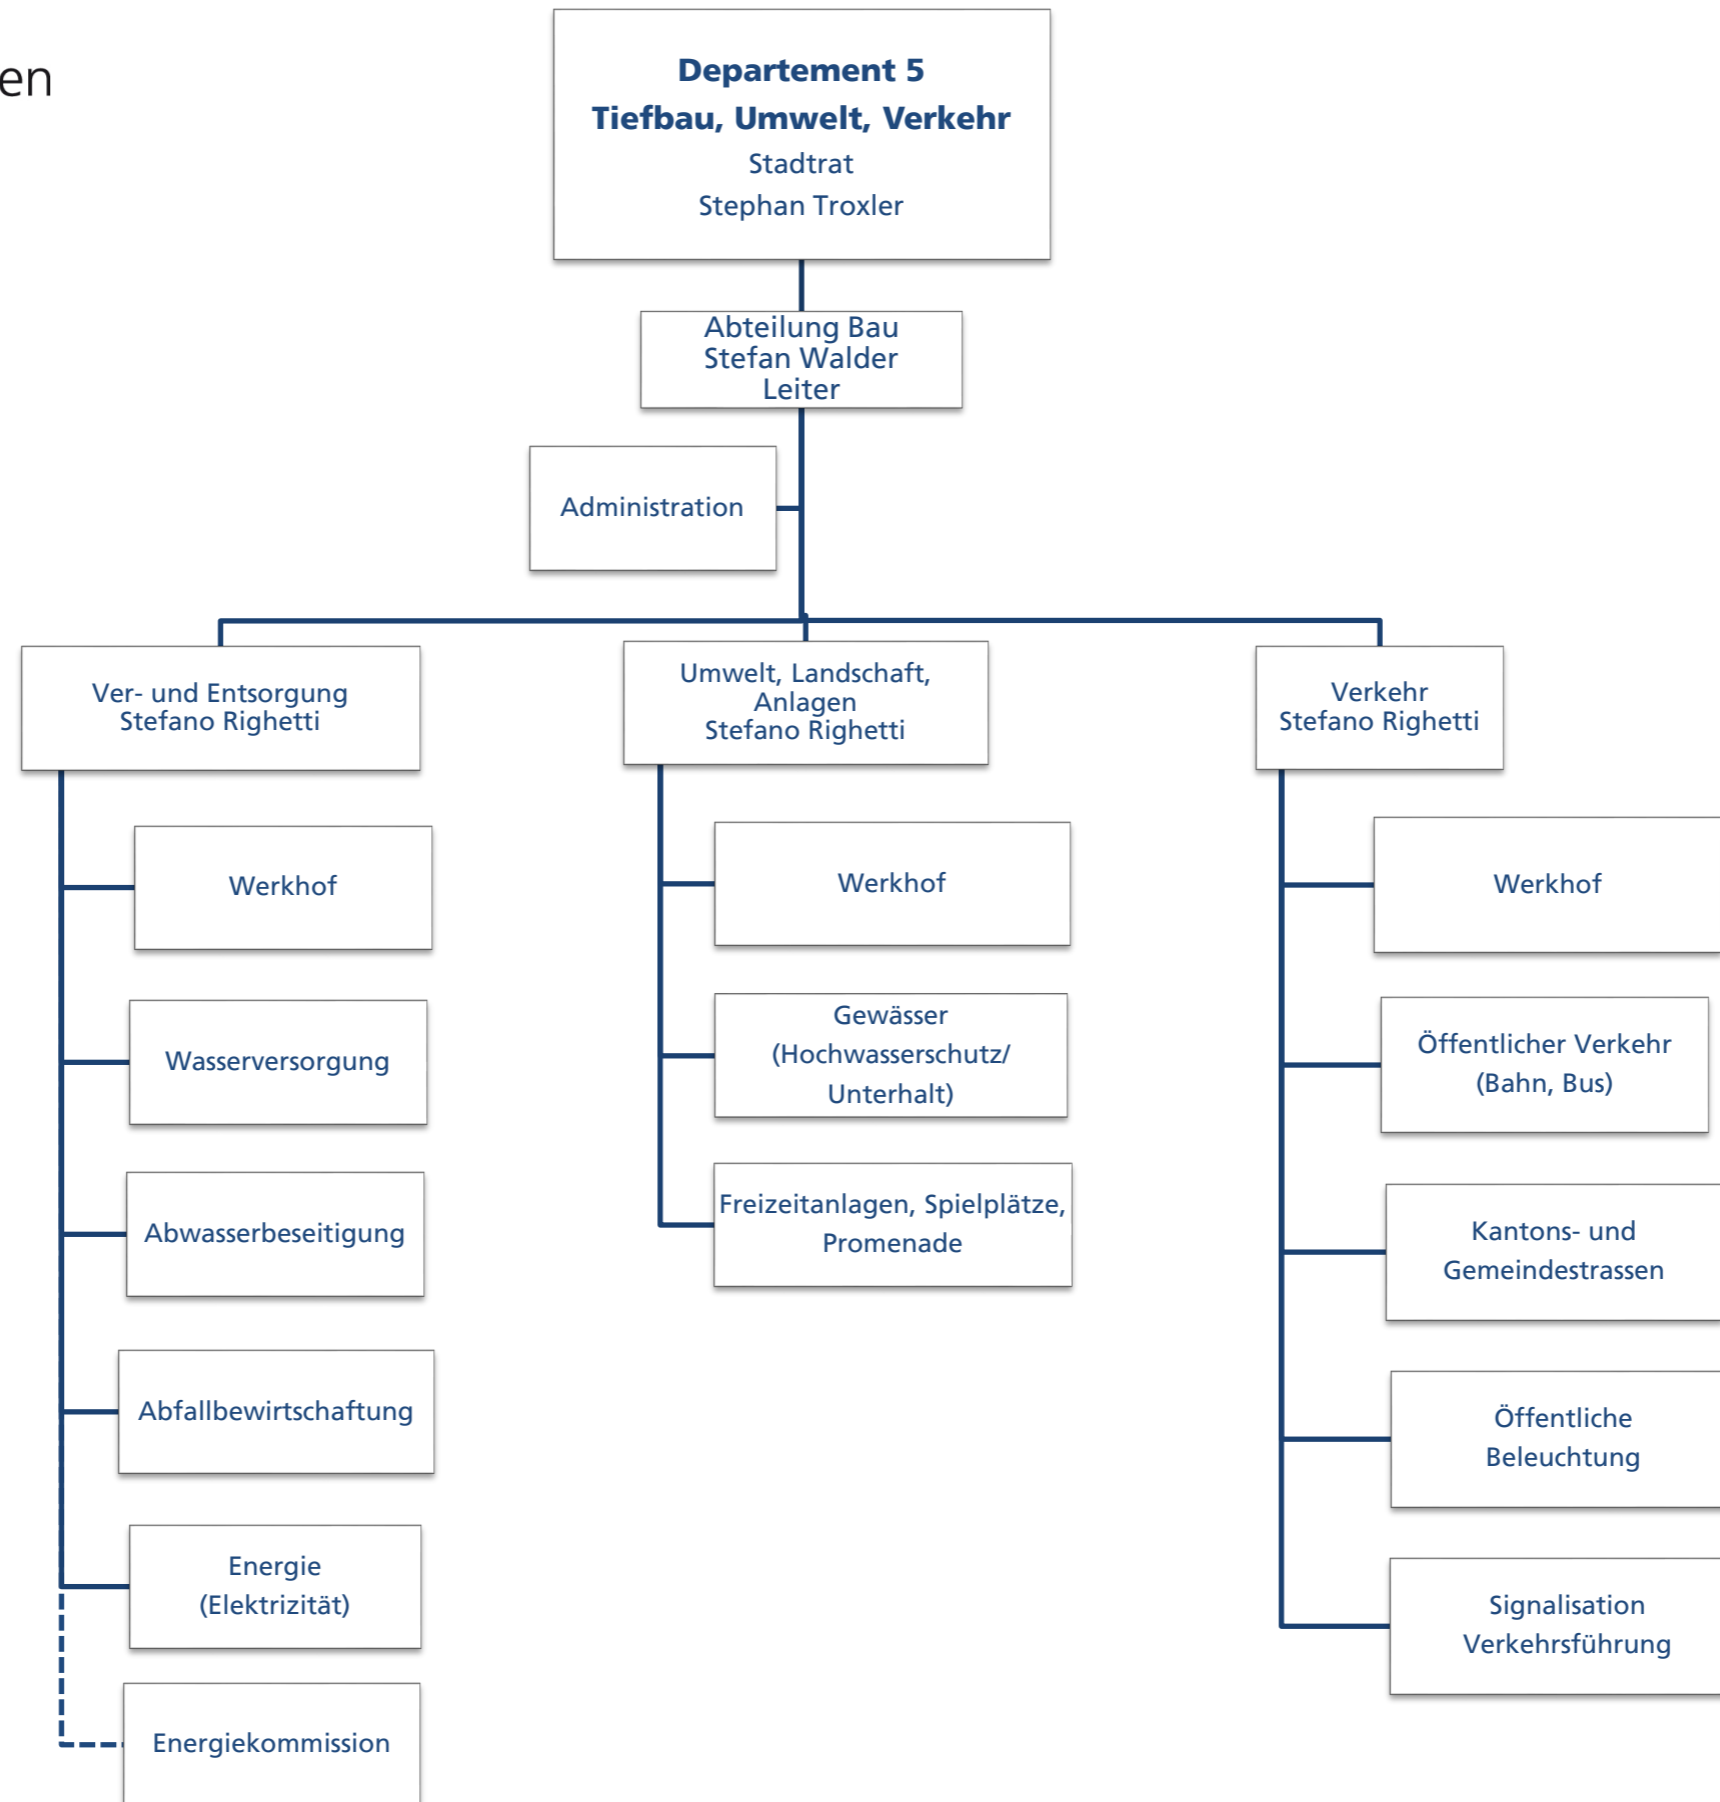 en
Departement 5
Tiefbau, Umwelt, Verkehr
Stadtrat
Stephan Troxler
Abteilung Bau
Stefan Walder
Leiter
Administration
Ver- und Entsorgung
Stefano Righetti
Werkhof
Wasserversorgung
Abwasserbeseitigung
Abfallbewirtschaftung
Energie
(Elektrizität)
Energiekommission
Umwelt, Landschaft,
Anlagen
Stefano Righetti
Werkhof
Gewässer
(Hochwasserschutz/
Unterhalt)
Freizeitanlagen, Spielplätze,
Promenade
Verkehr
Stefano Righetti
Werkhof
Öffentlicher Verkehr
(Bahn, Bus)
Kantons- und
Gemeindestrassen
Öffentliche
Beleuchtung
Signalisation
Verkehrsführung